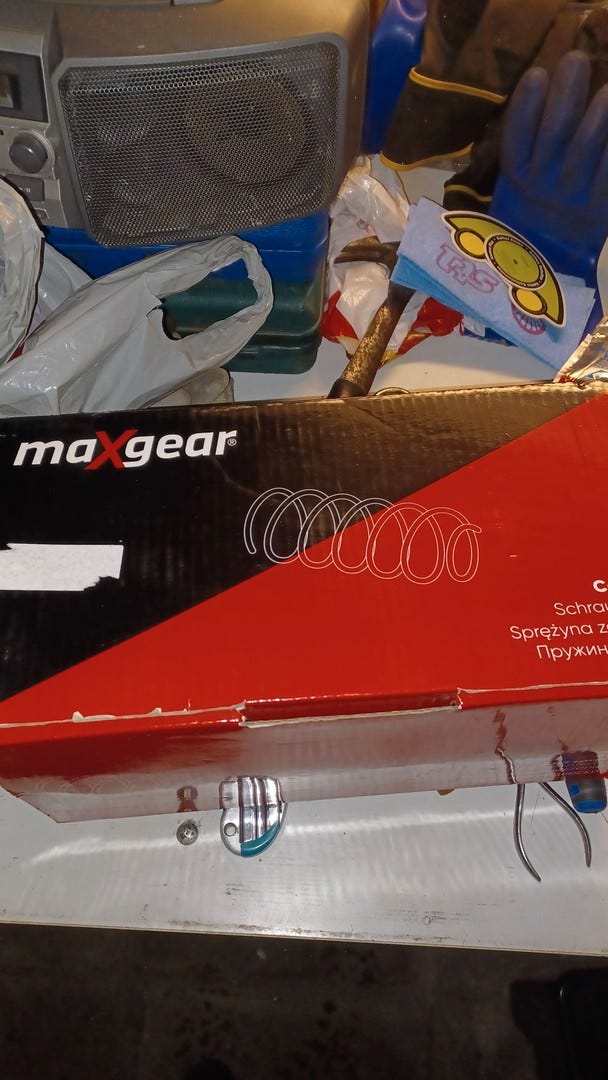 maXgear®
C
Schrau
Sprężyna z
Пружин